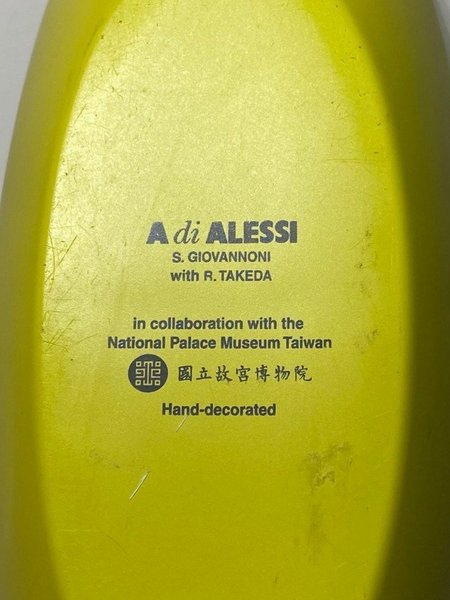 A di ALESSI
S. GIOVANNONI
with R. TAKEDA
in collaboration with the
National Palace Museum Taiwan
國立故宮博物院
Hand-decorated